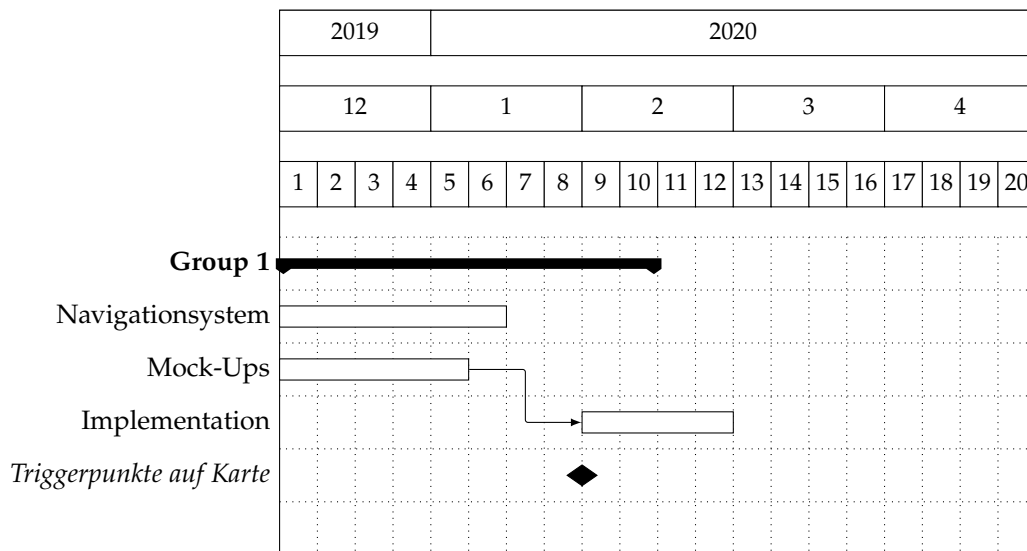 2019 2020
12 1 2 3 4
1 2 3 4 5 6 7 8 9 10 11 12 13 14 15 16 17 18 19 20
Group 1
Navigationsystem
Mock-Ups
Implementation
Triggerpunkte auf Karte